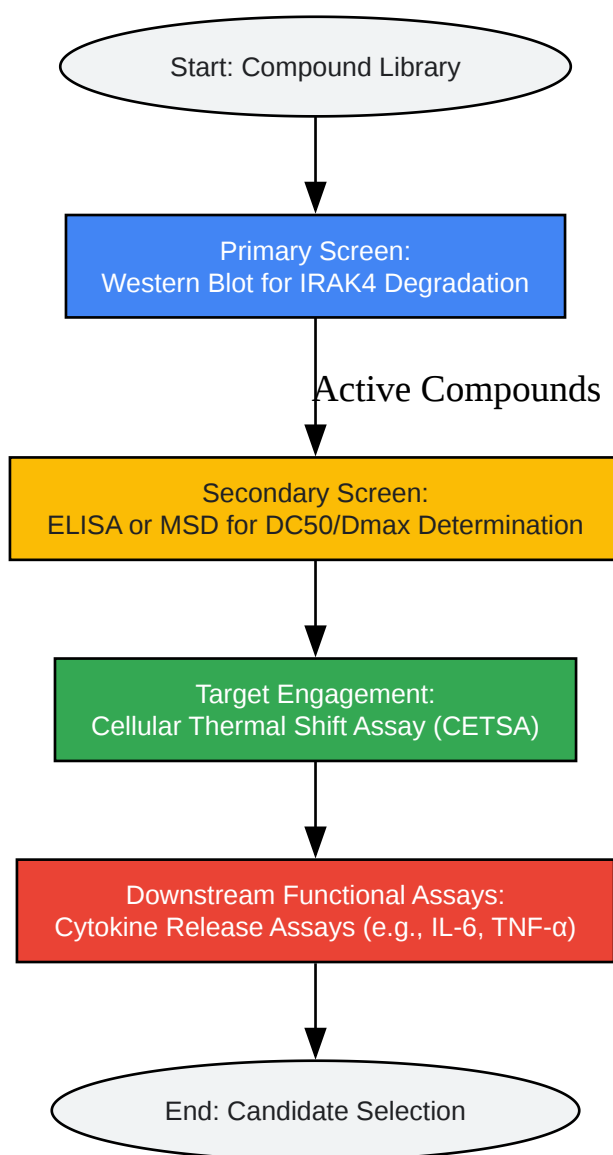 Start: Compound Library
Primary Screen:
Western Blot for IRAK4 Degradation
Active Compounds
Secondary Screen:
ELISA or MSD for DC50/Dmax Determination
Target Engagement:
Cellular Thermal Shift Assay (CETSA)
Downstream Functional Assays:
Cytokine Release Assays (e.g., IL-6, TNF-α)
End: Candidate Selection